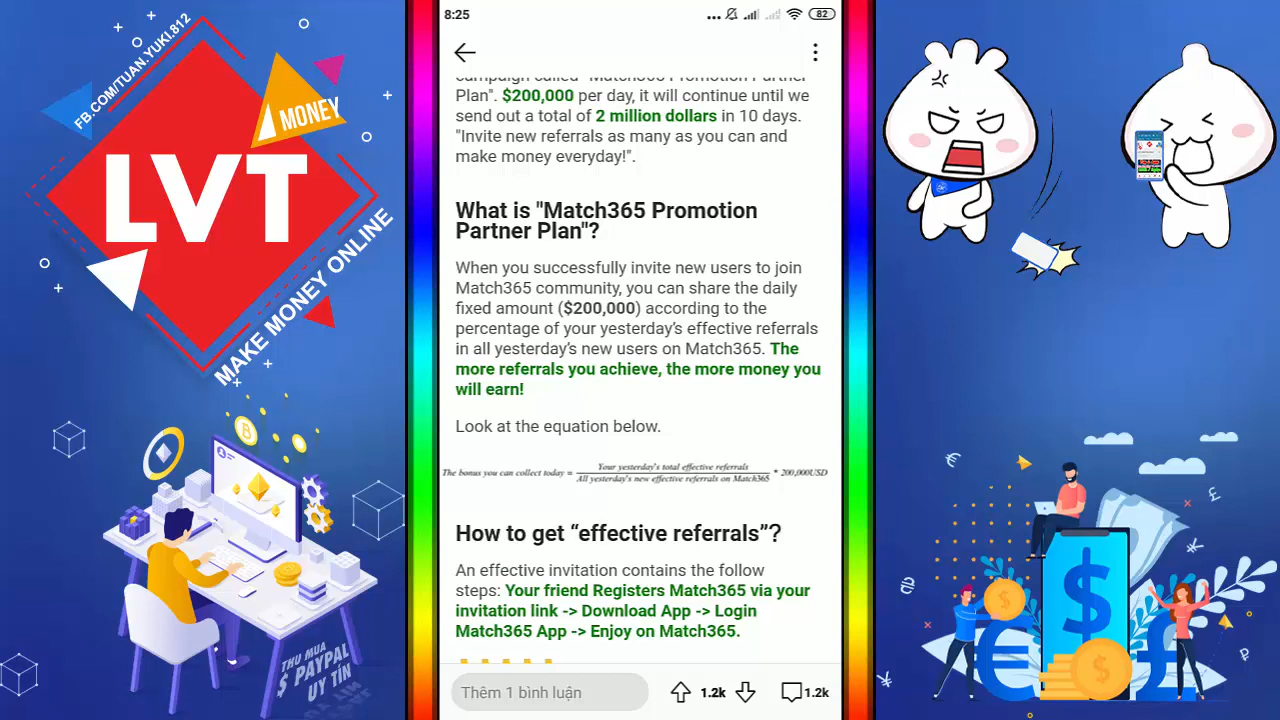 FB.COM/TUAN.YUKI.812
MONEY
LVT
MAKE MONEY ONLINE
THU MUA
$ PAYPAL
UY TÍN
8:25
82
campaign called "Match365 Promotion Partner
Plan". $200,000 per day, it will continue until we
send out a total of 2 million dollars in 10 days.
"Invite new referrals as many as you can and
make money everyday!".
What is "Match365 Promotion
Partner Plan"?
When you successfully invite new users to join
Match365 community, you can share the daily
fixed amount ($200,000) according to the
percentage of your yesterday's effective referrals
in all yesterday's new users on Match365. The
more referrals you achieve, the more money you
will earn!
Look at the equation below.
The bonus you can collect today = Your yesterday's total effective referrals / All yesterday's new effective referrals on Match365 * 200,000USD
How to get “effective referrals”?
An effective invitation contains the follow
steps: Your friend Registers Match365 via your
invitation link -> Download App -> Login
Match365 App -> Enjoy on Match365.
Thêm 1 bình luận
1.2k
1.2k